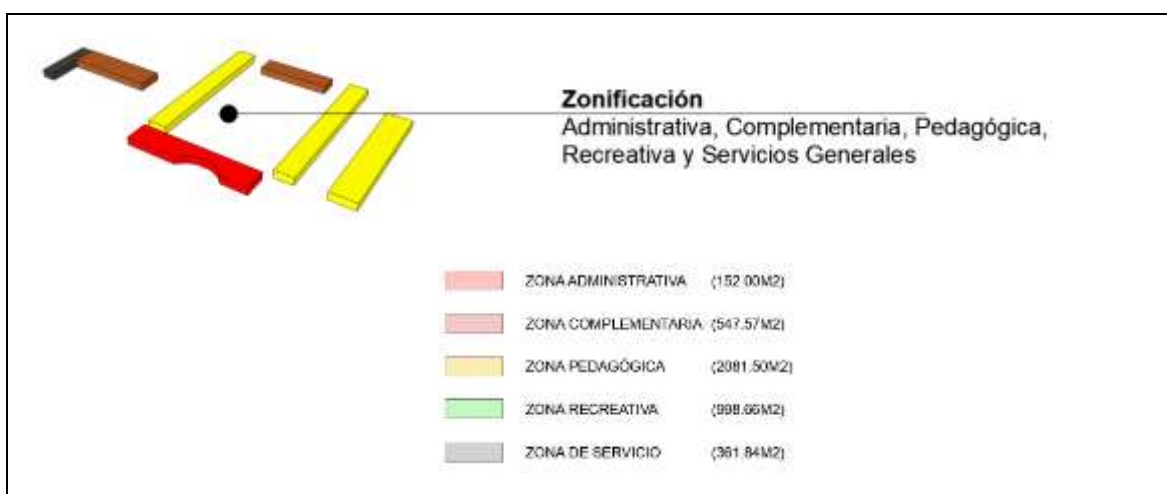 Zonificación
Administrativa, Complementaria, Pedagógica,
Recreativa y Servicios Generales
ZONA ADMINISTRATIVA (152.00M2)
ZONA COMPLEMENTARIA (547.57M2)
ZONA PEDAGÓGICA (2081.50M2)
ZONA RECREATIVA (998.66M2)
ZONA DE SERVICIO (361.84M2)